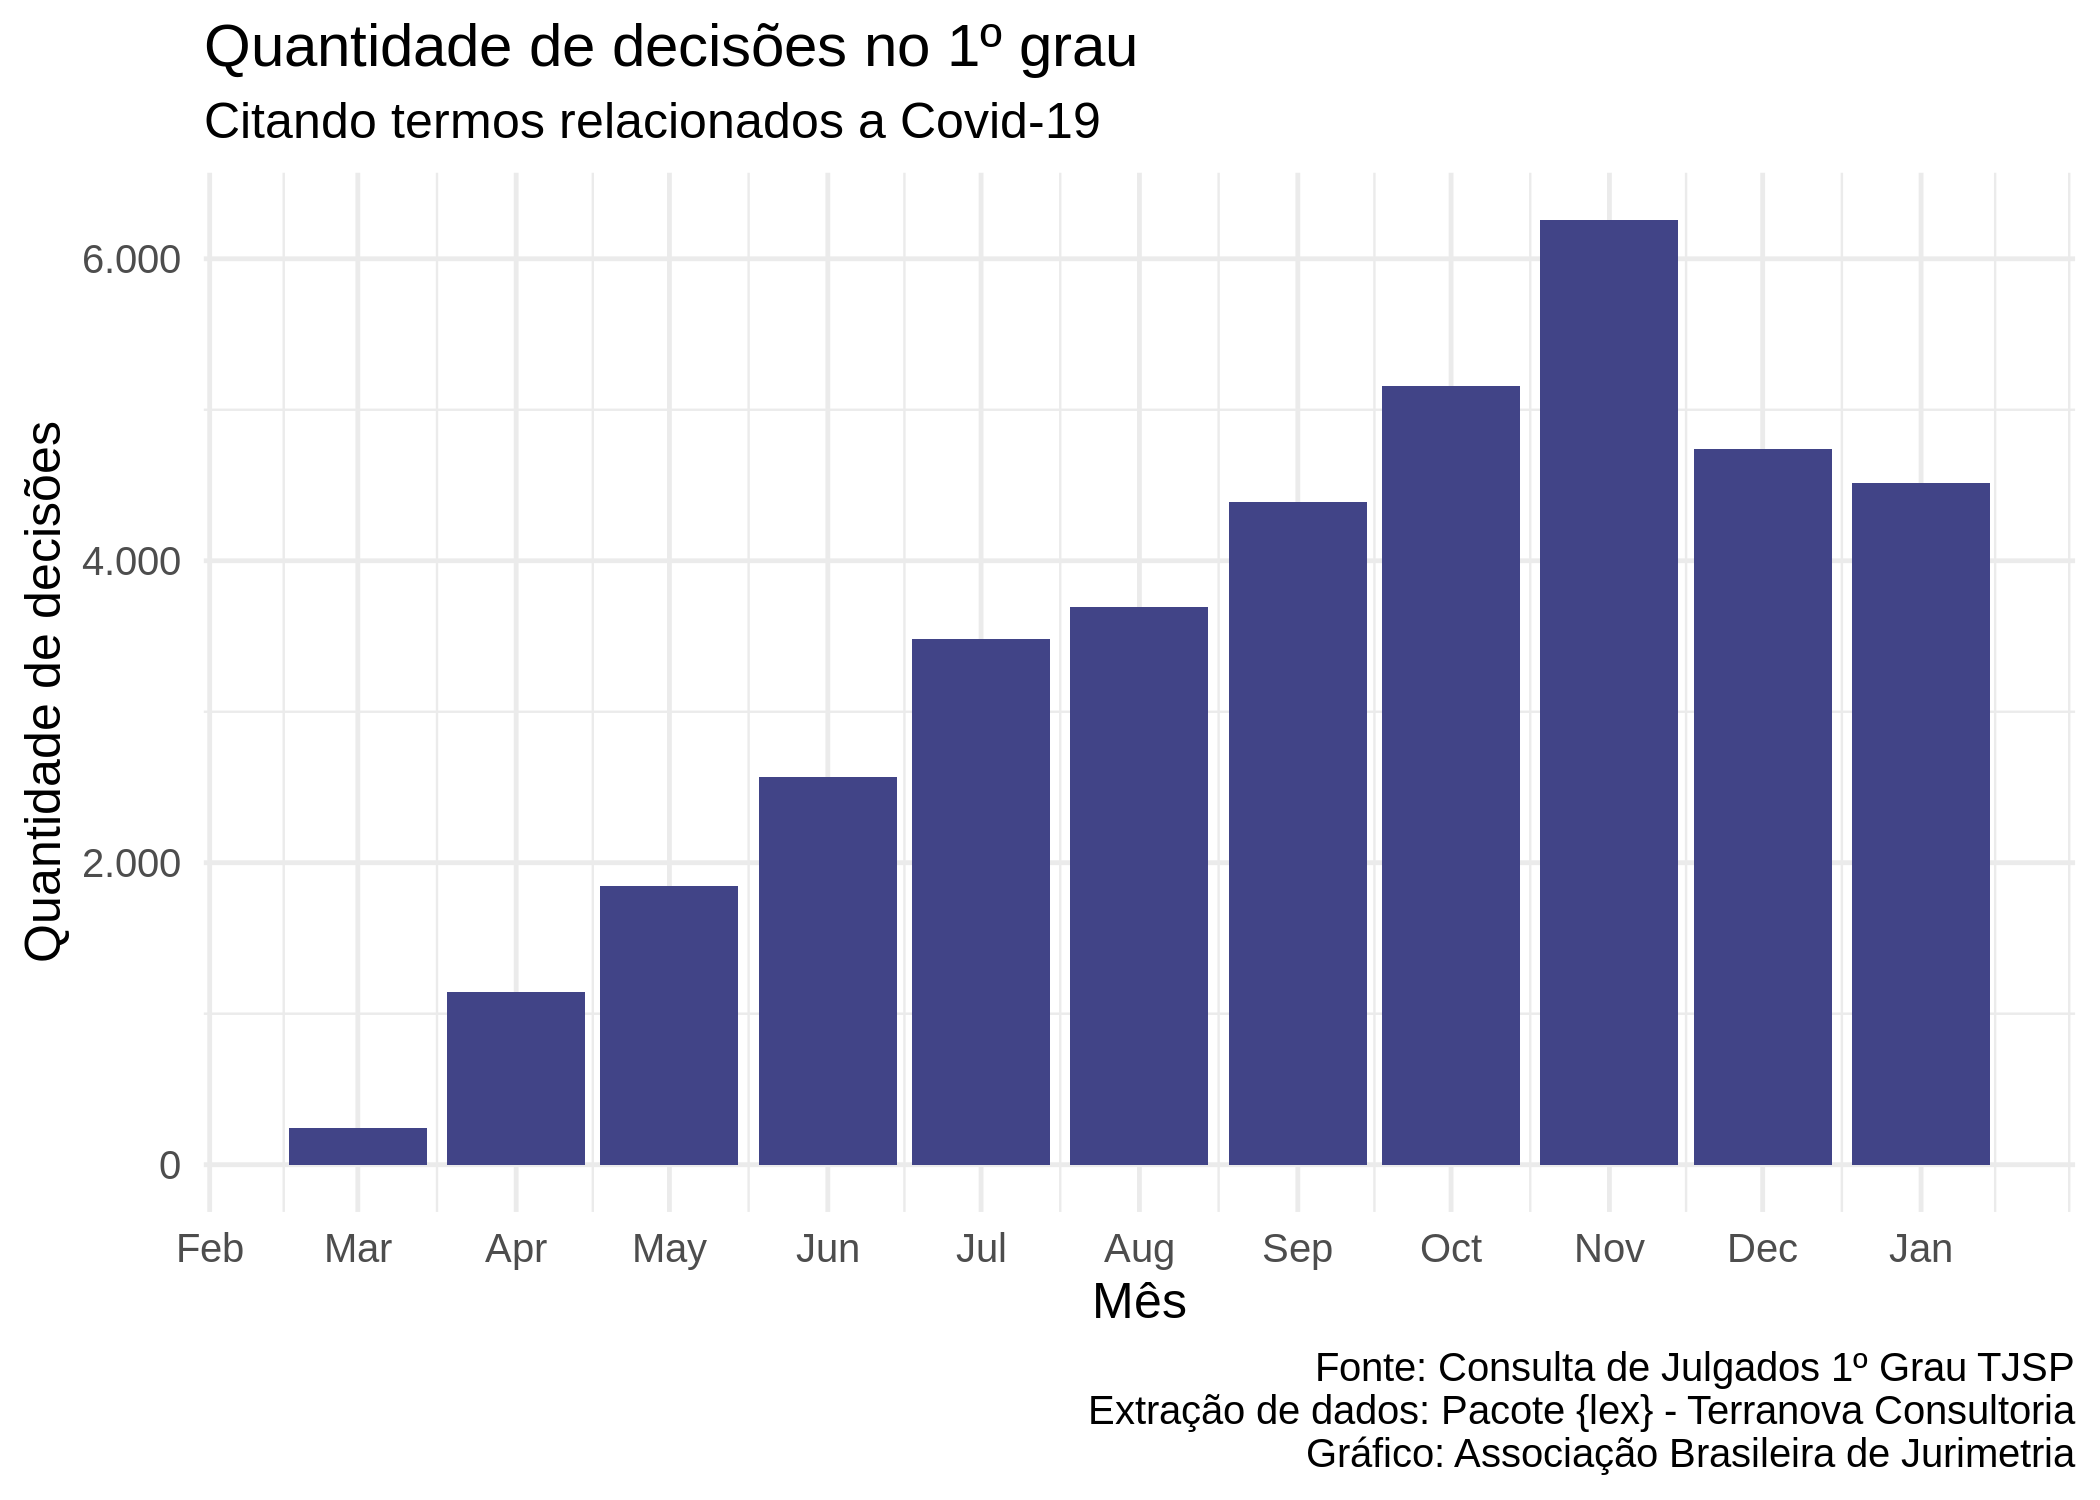 Quantidade de decisões no 1º grau
Citando termos relacionados a Covid-19
Quantidade de decisões
6.000
4.000
2.000
0
Feb Mar Apr May Jun Jul Aug Sep Oct Nov Dec Jan
Mês
Fonte: Consulta de Julgados 1º Grau TJSP
Extração de dados: Pacote {lex} - Terranova Consultoria
Gráfico: Associação Brasileira de Jurimetria